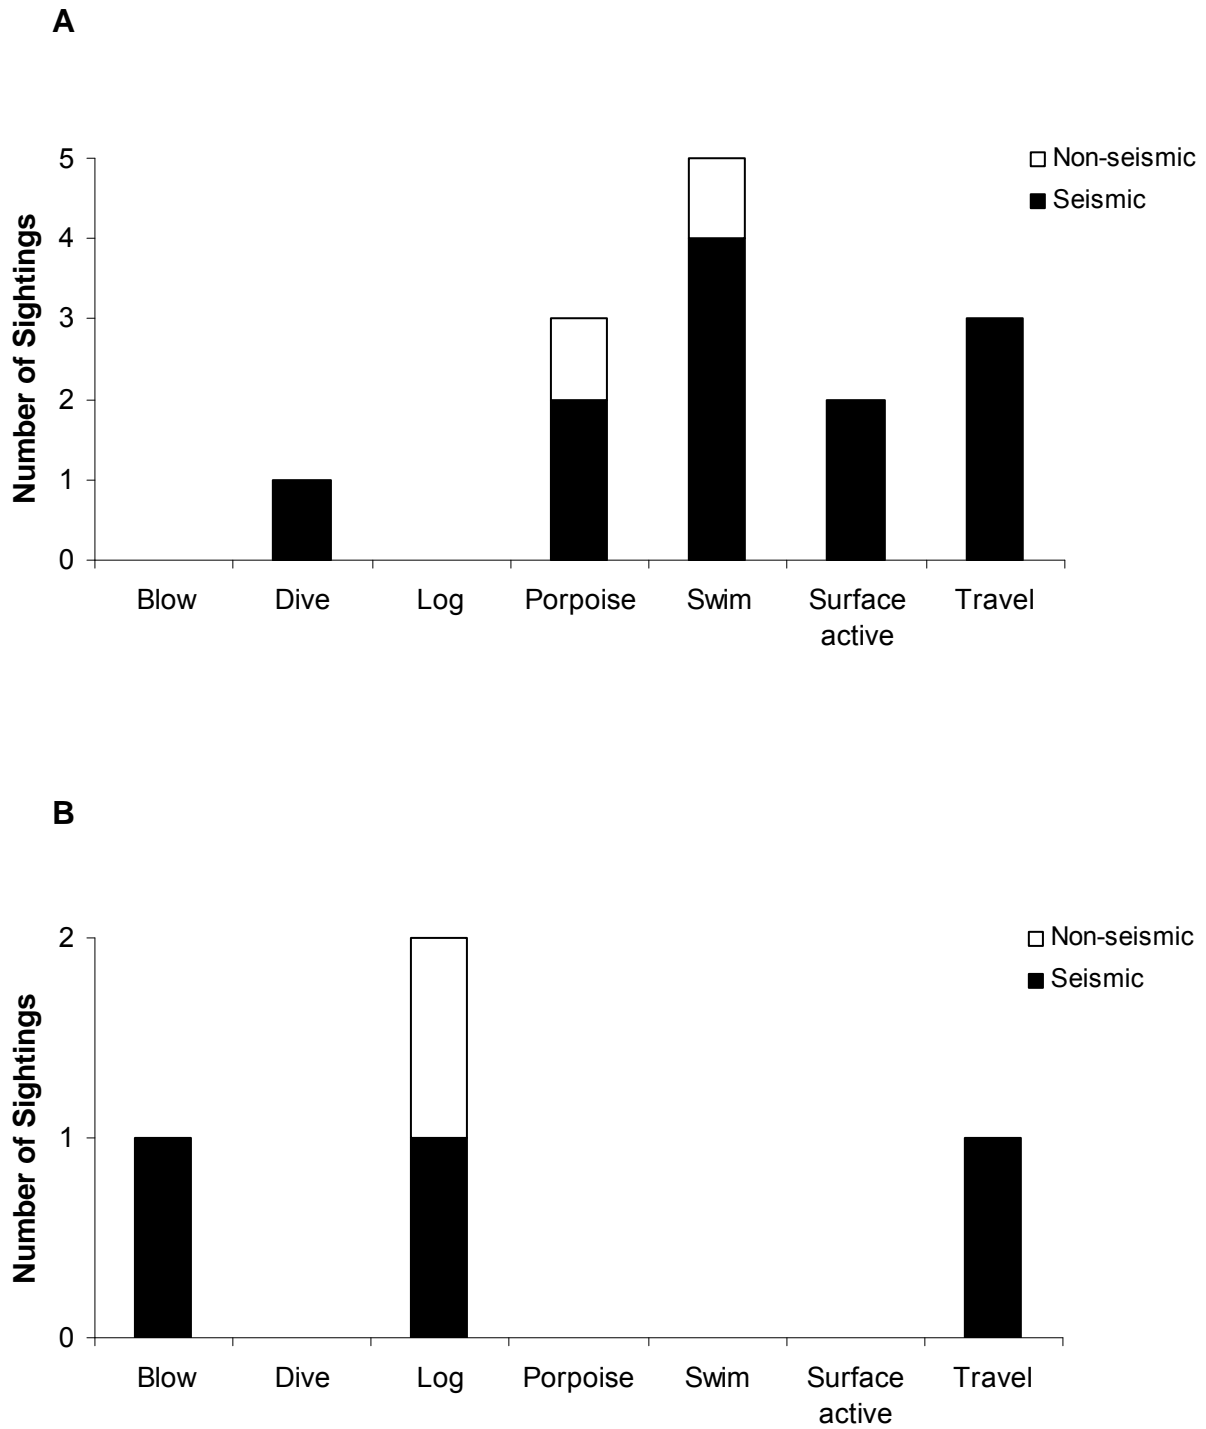 A
Number of Sightings
5
4
3
2
1
0
Non-seismic
Seismic
Blow
Dive
Log
Porpoise
Swim
Surface
active
Travel
B
Number of Sightings
2
1
0
Non-seismic
Seismic
Blow
Dive
Log
Porpoise
Swim
Surface
active
Travel